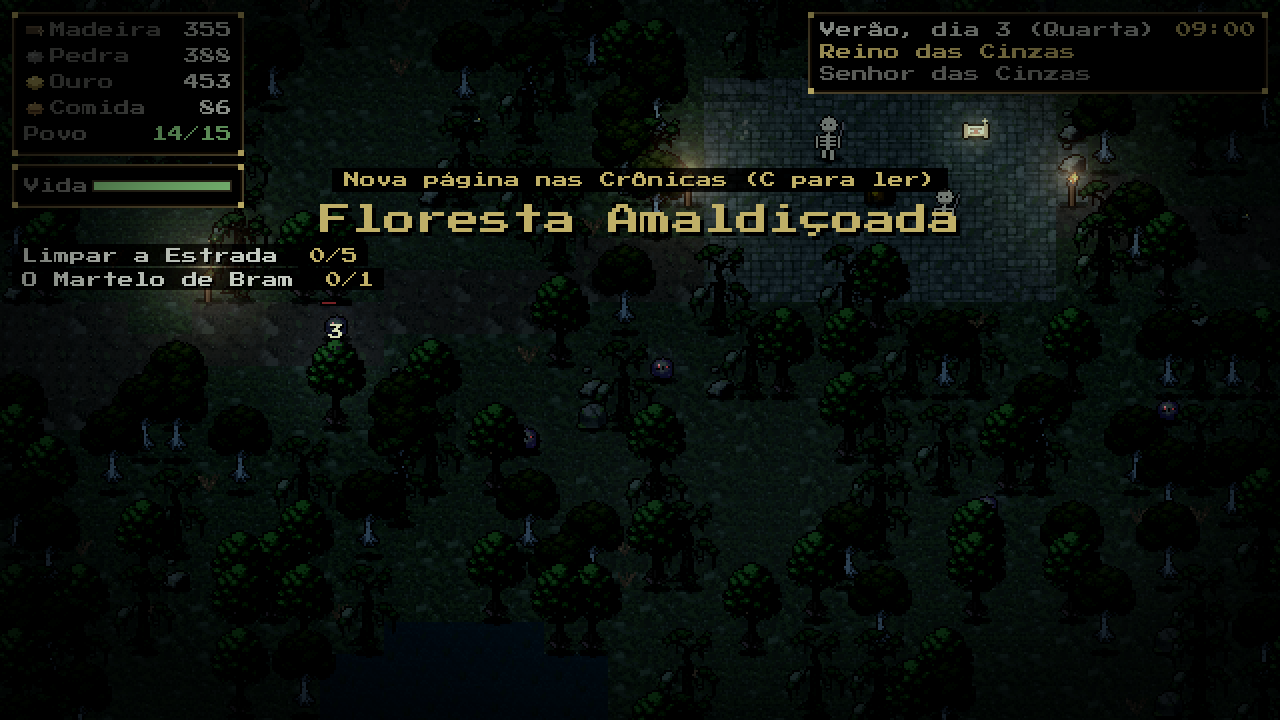 Madeira 355
Pedra 388
Ouro 453
Comida 86
Povo 14/15
Vida
Verão, dia 3 (Quarta) 09:00
Reino das Cinzas
Senhor das Cinzas
Nova página nas Crônicas (C para ler)
Floresta Amaldiçoada
Limpar a Estrada 0/5
O Martelo de Bram 0/1
3